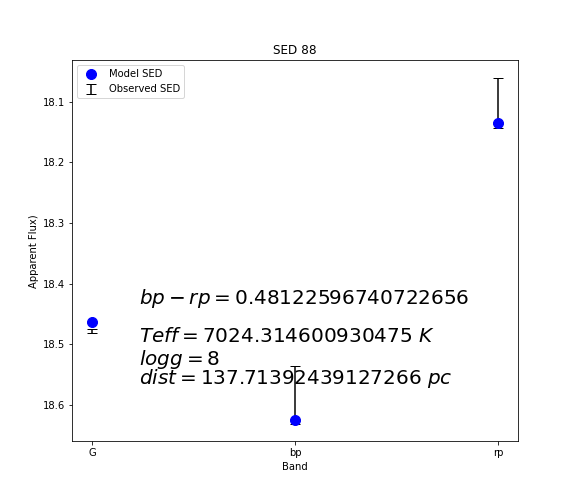 SED 88
Model SED
Observed SED
18.1
18.2
18.3
18.4
18.5
18.6
Apparent Flux)
bp − rp = 0.48122596740722656
Teff = 7024.314600930475 K
logg = 8
dist = 137.71392439127266 pc
G bp rp
Band